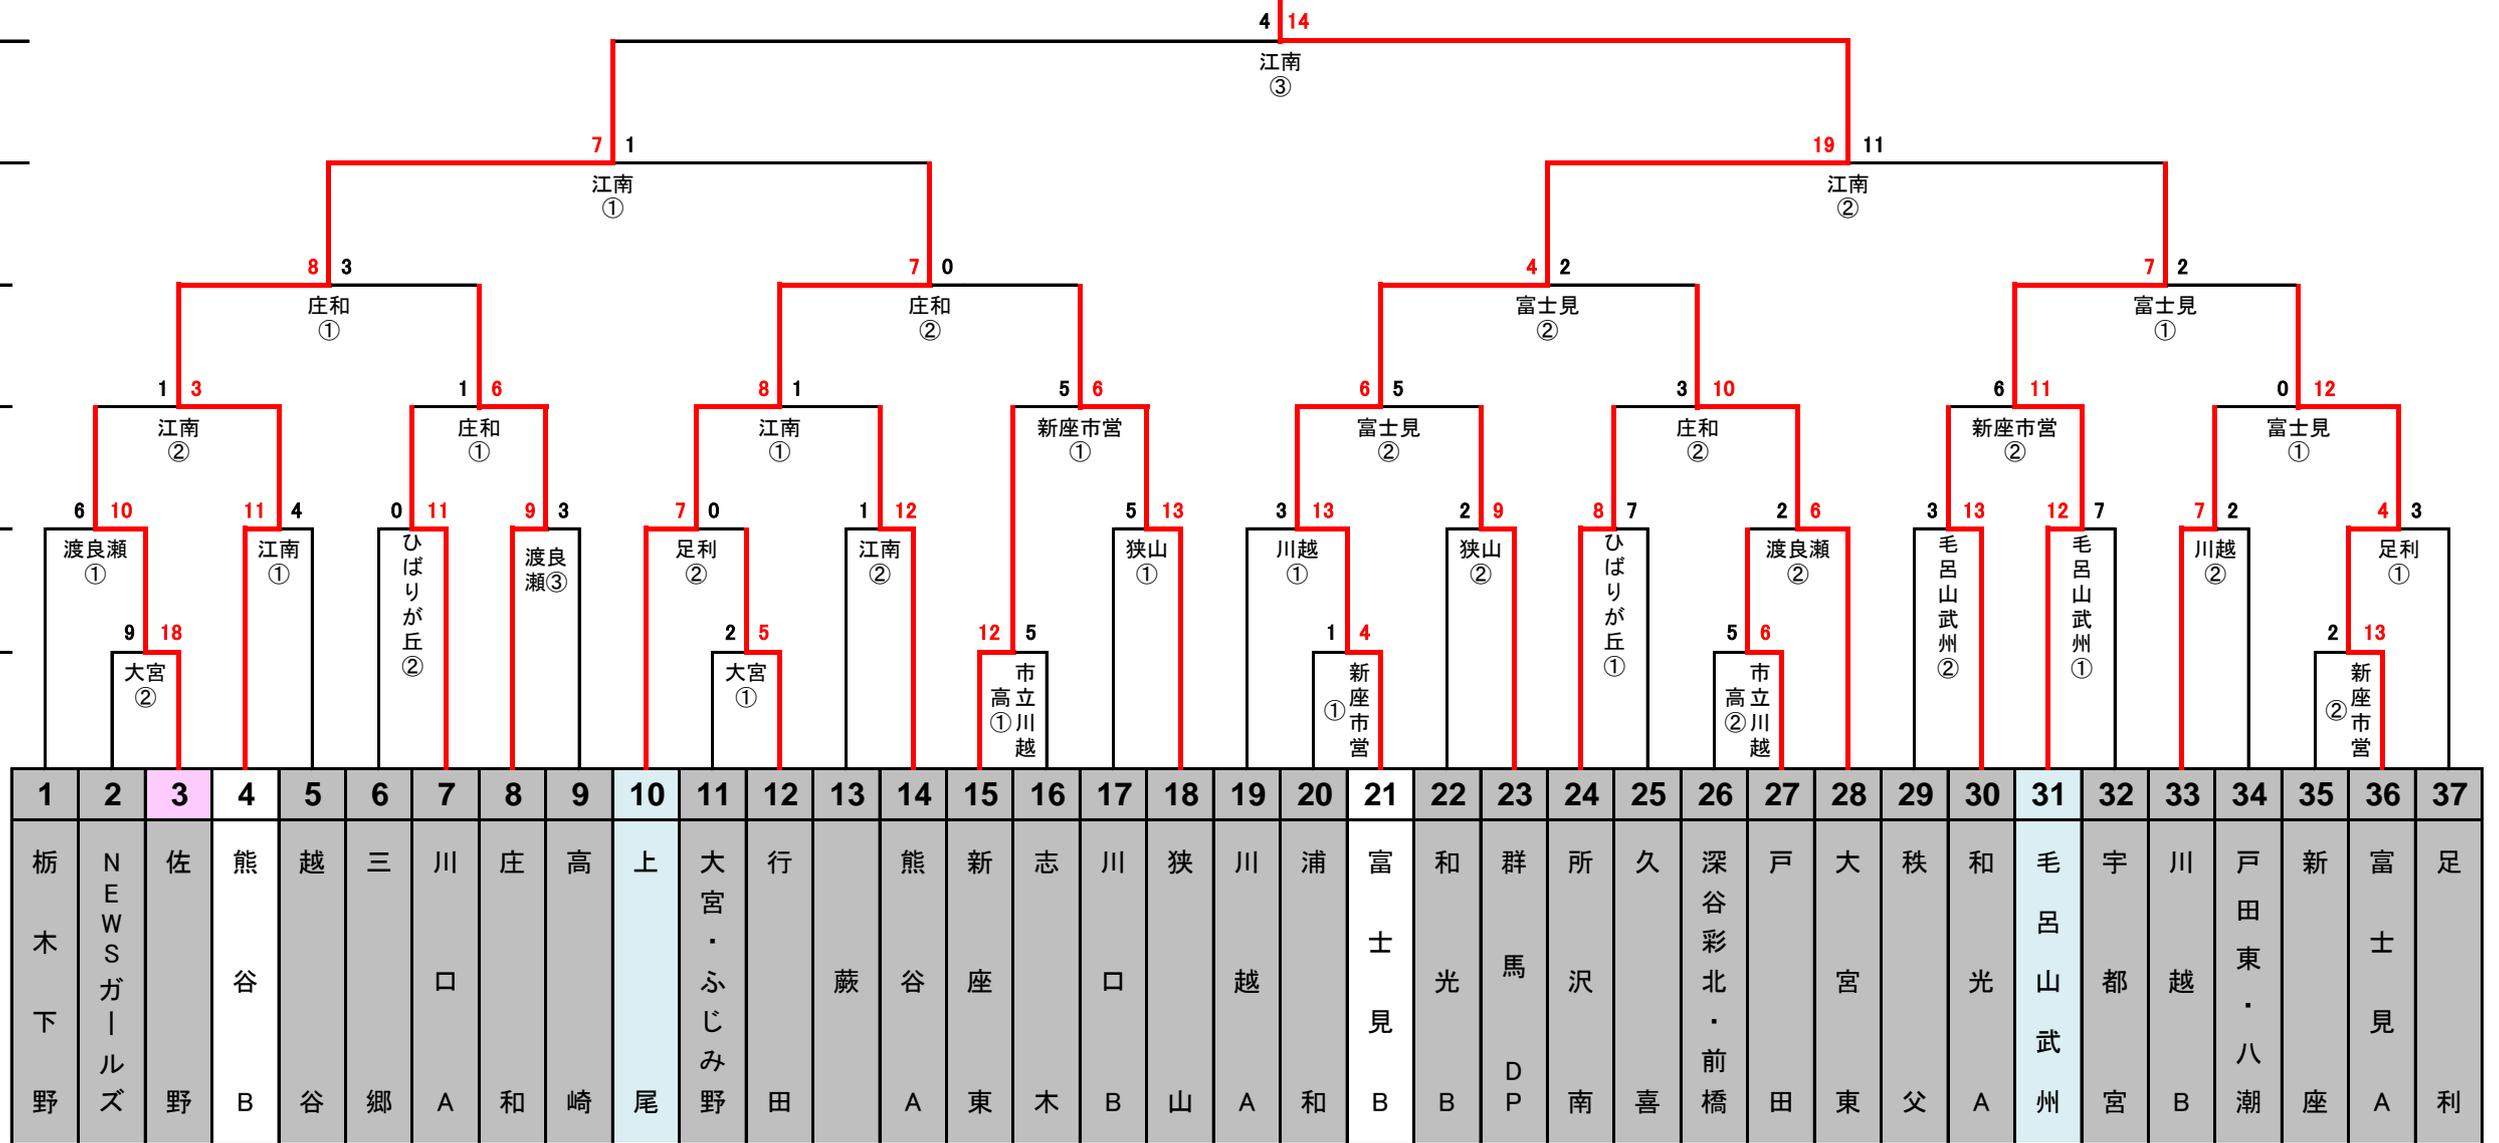 4 14
江南
③
7 1 19 11
江南 江南
① ②
8 3 7 0 4 2 7 2
庄和 庄和 富士見 富士見
① ② ② ①
1 3 1 6 8 1 5 6 6 5 3 10 6 11 0 12
江南 庄和 江南 新座市営 富士見 庄和 新座市営 富士見
② ① ① ① ② ② ② ①
6 10 11 4 0 11 9 3 7 0 1 12 5 13 3 13 2 9 8 7 2 6 3 13 12 7 7 2 4 3
渡良瀬① 江南① ひばりが丘② 渡良瀬③ 足利② 江南② 狭山① 川越① 狭山② ひばりが丘① 渡良瀬② 毛呂山武州② 毛呂山武州① 川越② 足利①
9 18 2 5 12 5 1 4 5 6 2 13
大宮② 大宮① 市立川越高① 新座市営① 市立川越高② 新座市営②
1 2 3 4 5 6 7 8 9 10 11 12 13 14 15 16 17 18 19 20 21 22 23 24 25 26 27 28 29 30 31 32 33 34 35 36 37
栃木下野
NEWSガールズ
佐野
熊谷B
越谷
三郷
川口A
庄和
高崎
上尾
大宮・ふじみ野
行田
蕨
熊谷A
新座東
志木
川口B
狭山
川越A
浦和
富士見B
和光B
群馬DP
所沢南
久喜
深谷彩北・前橋
戸田
大宮東
秩父
和光A
毛呂山武州
宇都宮
川越B
戸田東・八潮
新座
富士見A
足利